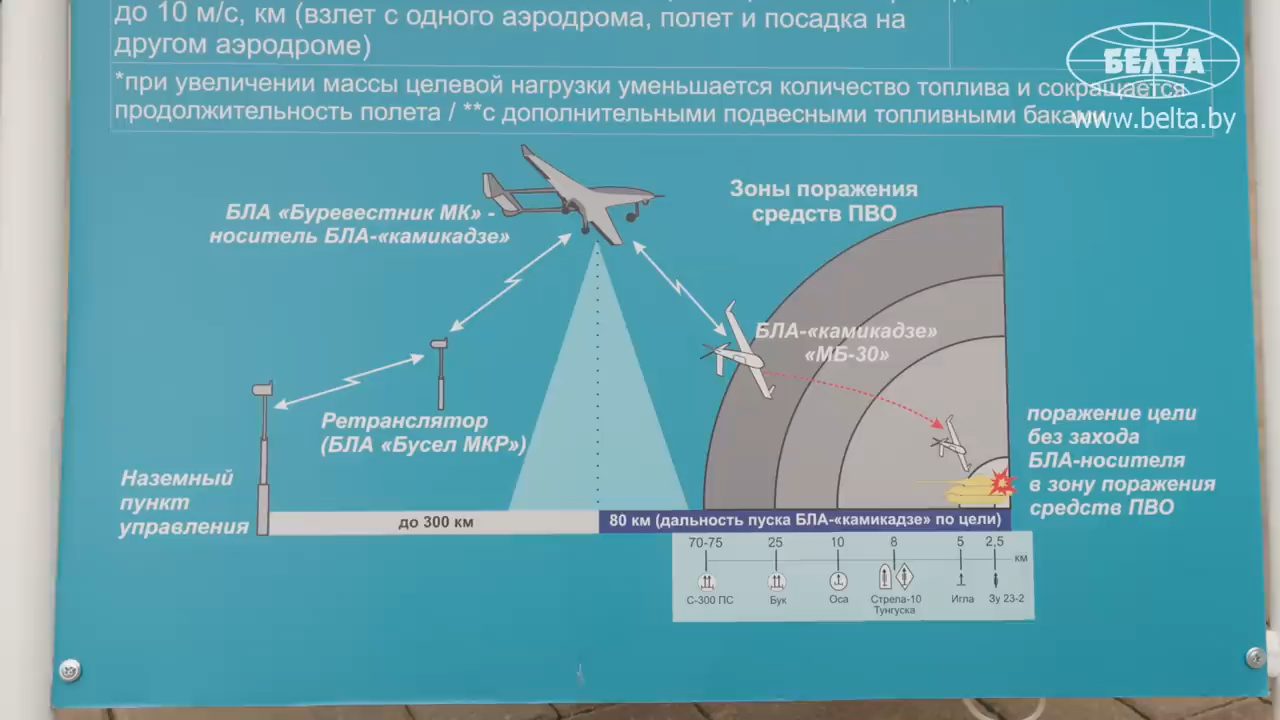 до 10 м/с, км (взлет с одного аэродрома, полет и посадка на
другом аэродроме)
БЕЛТА
www.belta.by
*при увеличении массы целевой нагрузки уменьшается количество топлива и сокращается
продолжительность полета / **с дополнительными подвесными топливными баками
БЛА «Буревестник МК» -
носитель БЛА-«камикадзе»
Зоны поражения
средств ПВО
БЛА-«камикадзе»
«МБ-30»
Ретранслятор
(БЛА «Бусел МКР»)
Наземный
пункт
управления
поражение цели
без захода
БЛА-носителя
в зону поражения
средств ПВО
до 300 км
80 км (дальность пуска БЛА-«камикадзе» по цели)
70-75 25 10 8 5 2,5
км
С-300 ПС Бук Оса Стрела-10 Игла Зу 23-2
Тунгуска